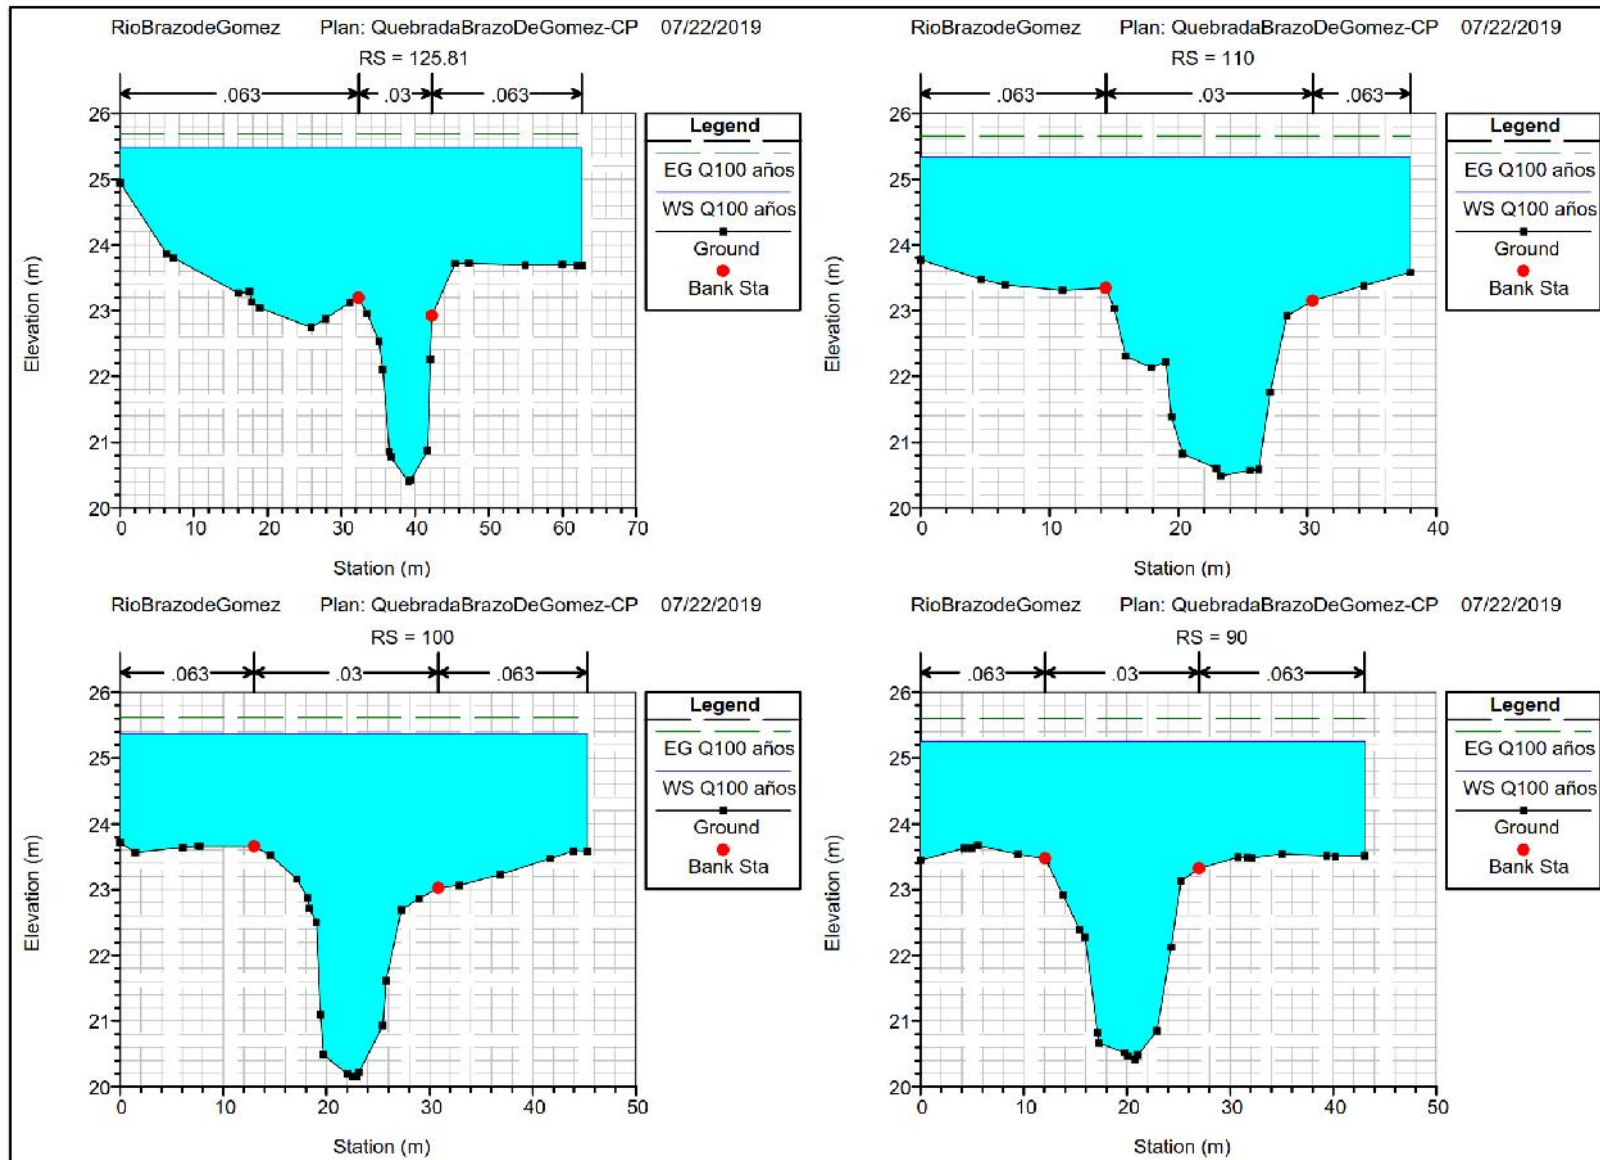 RioBrazodeGomez Plan: QuebradaBrazoDeGomez-CP 07/22/2019
RS = 125.81
.063 .03 .063
26
25
24
23
22
21
20
Elevation (m)
0 10 20 30 40 50 60 70
Station (m)
Legend
EG Q100 años
WS Q100 años
Ground
Bank Sta
RioBrazodeGomez Plan: QuebradaBrazoDeGomez-CP 07/22/2019
RS = 110
.063 .03 .063
26
25
24
23
22
21
20
Elevation (m)
0 10 20 30 40
Station (m)
Legend
EG Q100 años
WS Q100 años
Ground
Bank Sta
RioBrazodeGomez Plan: QuebradaBrazoDeGomez-CP 07/22/2019
RS = 100
.063 .03 .063
26
25
24
23
22
21
20
Elevation (m)
0 10 20 30 40 50
Station (m)
Legend
EG Q100 años
WS Q100 años
Ground
Bank Sta
RioBrazodeGomez Plan: QuebradaBrazoDeGomez-CP 07/22/2019
RS = 90
.063 .03 .063
26
25
24
23
22
21
20
Elevation (m)
0 10 20 30 40 50
Station (m)
Legend
EG Q100 años
WS Q100 años
Ground
Bank Sta